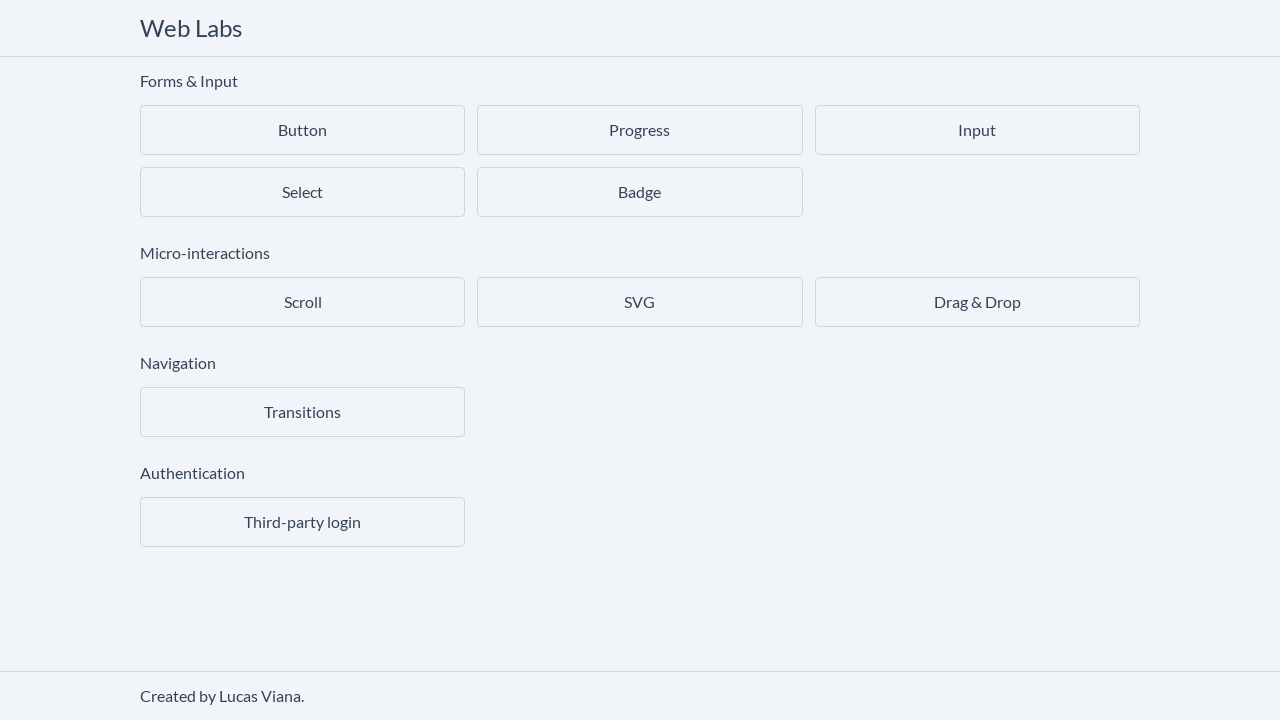 Web Labs
Forms & Input
Button
Progress
Input
Select
Badge
Micro-interactions
Scroll
SVG
Drag & Drop
Navigation
Transitions
Authentication
Third-party login
Created by Lucas Viana.